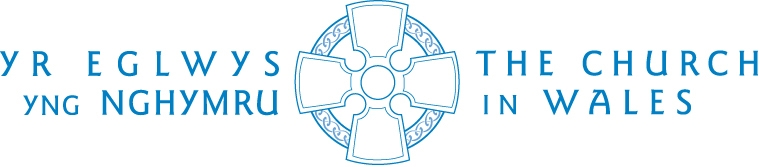 YR EGLWYS
YNG NGHYMRU
THE CHURCH
IN WALES